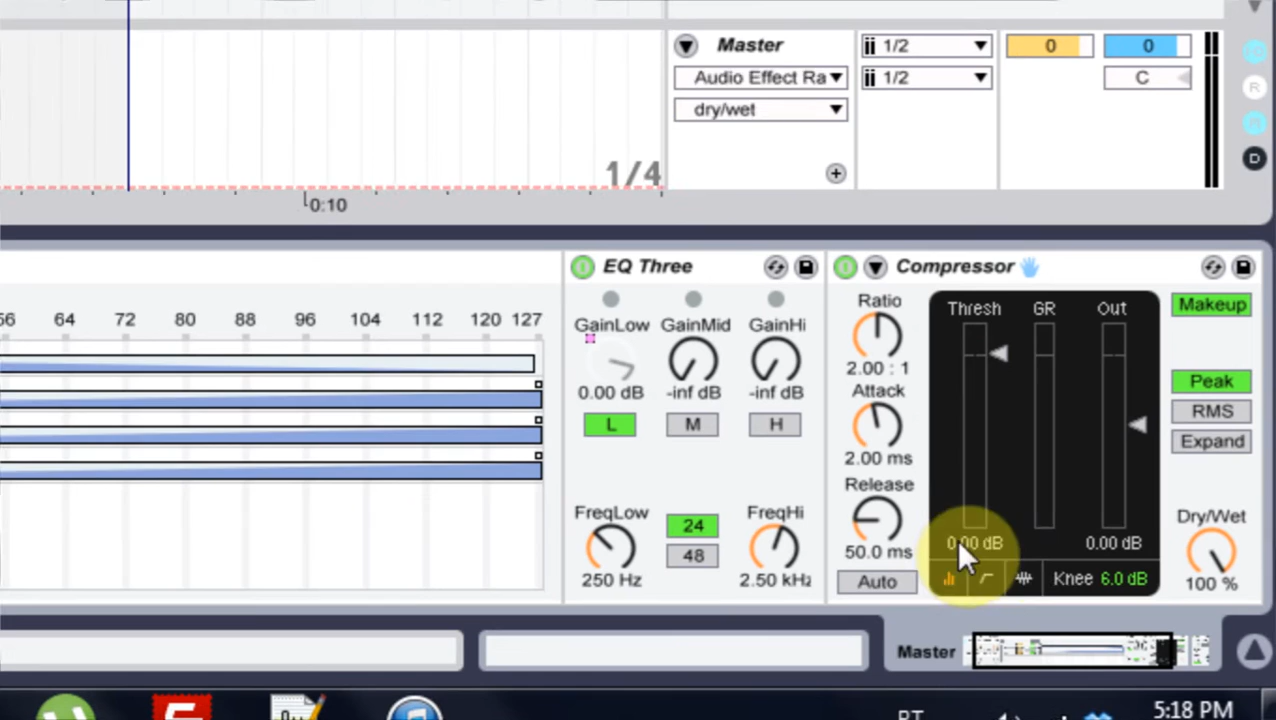 Master
1/2
0
0
Audio Effect Ra
1/2
C
dry/wet
1/4
0:10
EQ Three
Compressor
56 64 72 80 88 96 104 112 120 127
GainLow GainMid GainHi
0.00 dB -inf dB -inf dB
L M H
FreqLow 24 FreqHi
48
250 Hz 2.50 kHz
Ratio
2.00 : 1
Attack
2.00 ms
Release
50.0 ms
Auto
Thresh GR Out
0.00 dB 0.00 dB
Knee 6.0 dB
Makeup
Peak
RMS
Expand
Dry/Wet
100 %
Master
R
D
PT
5:18 PM